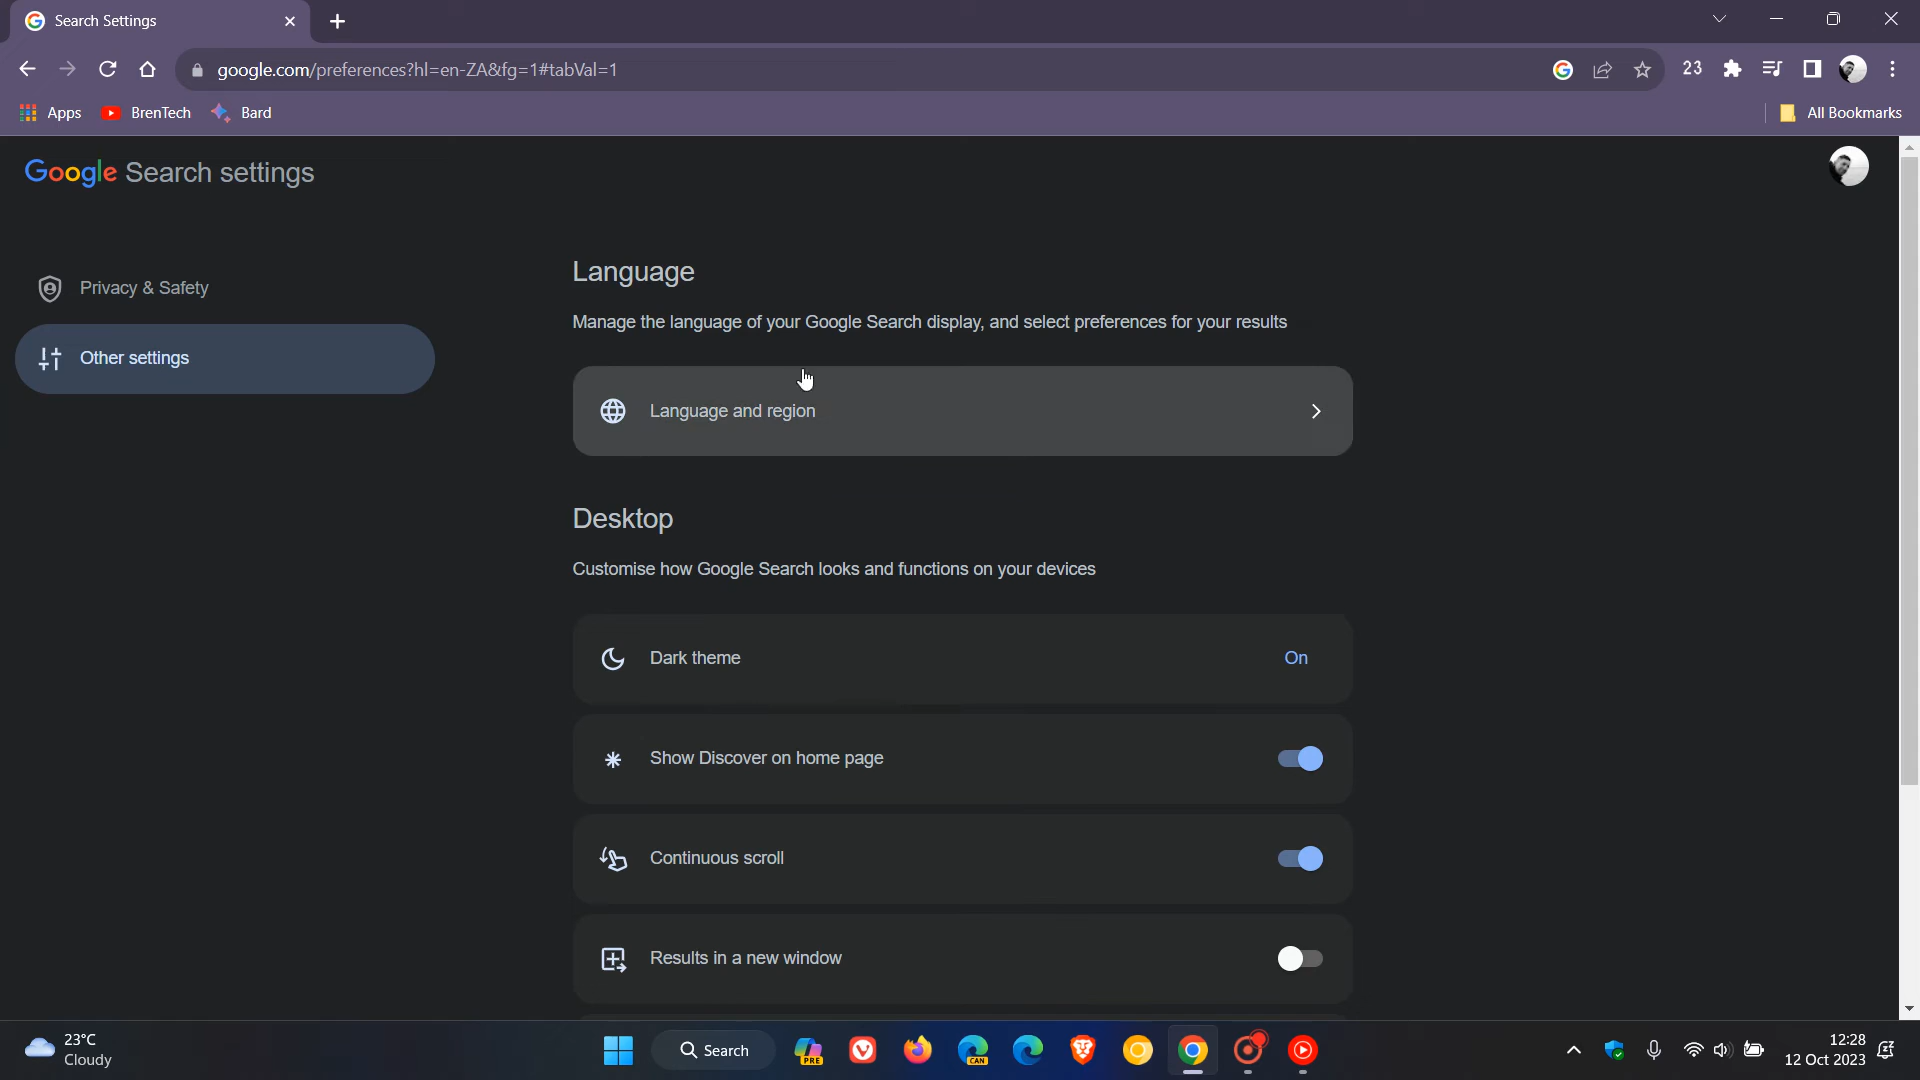 Search Settings
google.com/preferences?hl=en-ZA&fg=1#tabVal=1
23
Apps
BrenTech
Bard
All Bookmarks
Google Search settings
Privacy & Safety
Other settings
Language
Manage the language of your Google Search display, and select preferences for your results
Language and region
Desktop
Customise how Google Search looks and functions on your devices
Dark theme
On
Show Discover on home page
Continuous scroll
Results in a new window
23°C
Cloudy
Search
PRE
CAN
12:28
12 Oct 2023